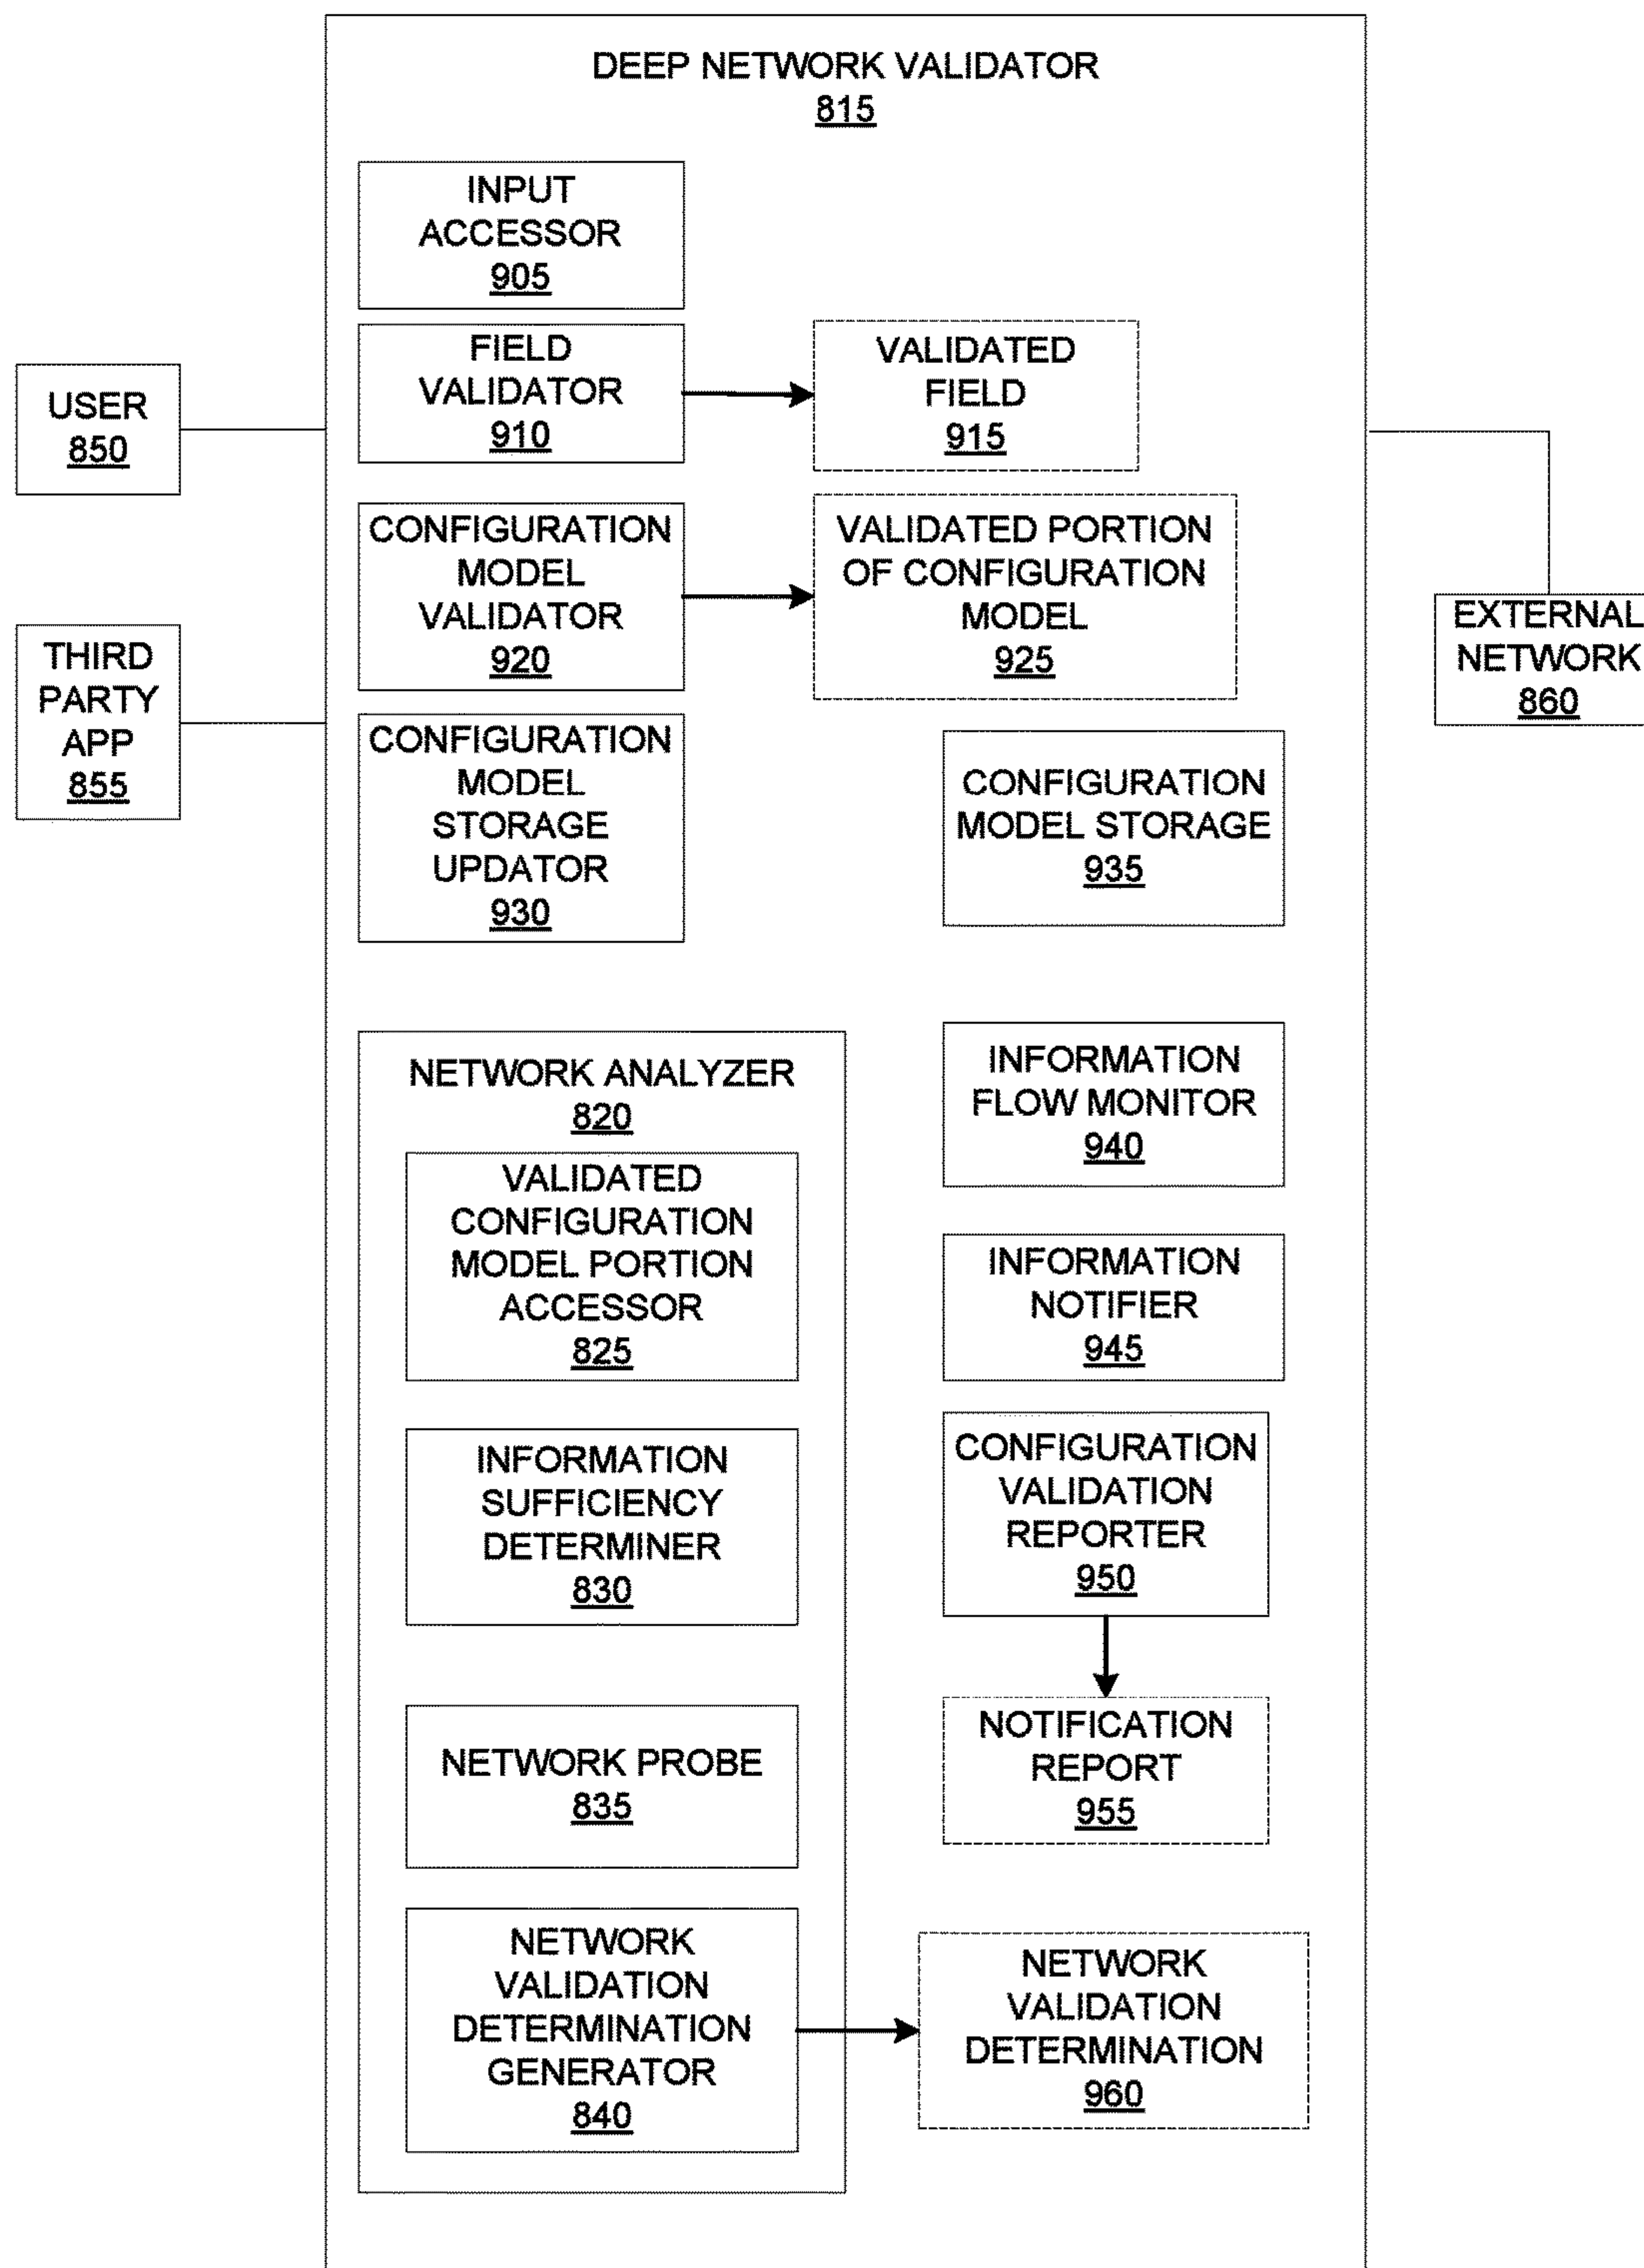 DEEP NETWORK VALIDATOR
815
INPUT
ACCESSOR
905
FIELD
VALIDATOR
910
VALIDATED
FIELD
915
USER
850
CONFIGURATION
MODEL
VALIDATOR
920
VALIDATED PORTION
OF CONFIGURATION
MODEL
925
EXTERNAL
NETWORK
860
THIRD
PARTY
APP
855
CONFIGURATION
MODEL
STORAGE
UPDATOR
930
CONFIGURATION
MODEL STORAGE
935
NETWORK ANALYZER
820
VALIDATED
CONFIGURATION
MODEL PORTION
ACCESSOR
825
INFORMATION
SUFFICIENCY
DETERMINER
830
NETWORK PROBE
835
NETWORK
VALIDATION
DETERMINATION
GENERATOR
840
INFORMATION
FLOW MONITOR
940
INFORMATION
NOTIFIER
945
CONFIGURATION
VALIDATION
REPORTER
950
NOTIFICATION
REPORT
955
NETWORK
VALIDATION
DETERMINATION
960